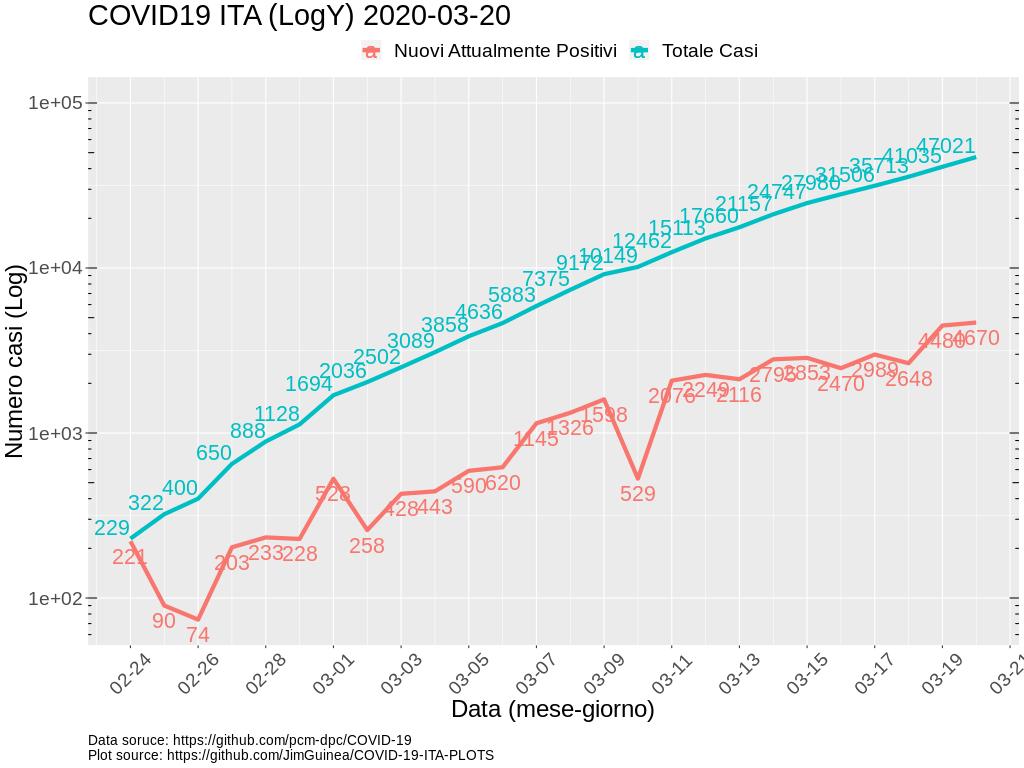 COVID19 ITA (LogY) 2020-03-20
a Nuovi Attualmente Positivi a Totale Casi
1e+05
1e+04
1e+03
1e+02
Numero casi (Log)
229 322 400 650 888 1128 1694 2036 2502 3089 3858 4636 5883 7375 9172 10149 12462 15113 17660 21157 24747 27980 31506 35713 41035 47021
221 90 74 203 233 228 528 258 428 443 590 620 1145 1326 1598 529 2076 2249 2116 2795 2853 2470 2989 2648 4480 4670
02-24 02-26 02-28 03-01 03-03 03-05 03-07 03-09 03-11 03-13 03-15 03-17 03-19 03-21
Data (mese-giorno)
Data soruce: https://github.com/pcm-dpc/COVID-19
Plot source: https://github.com/JimGuinea/COVID-19-ITA-PLOTS